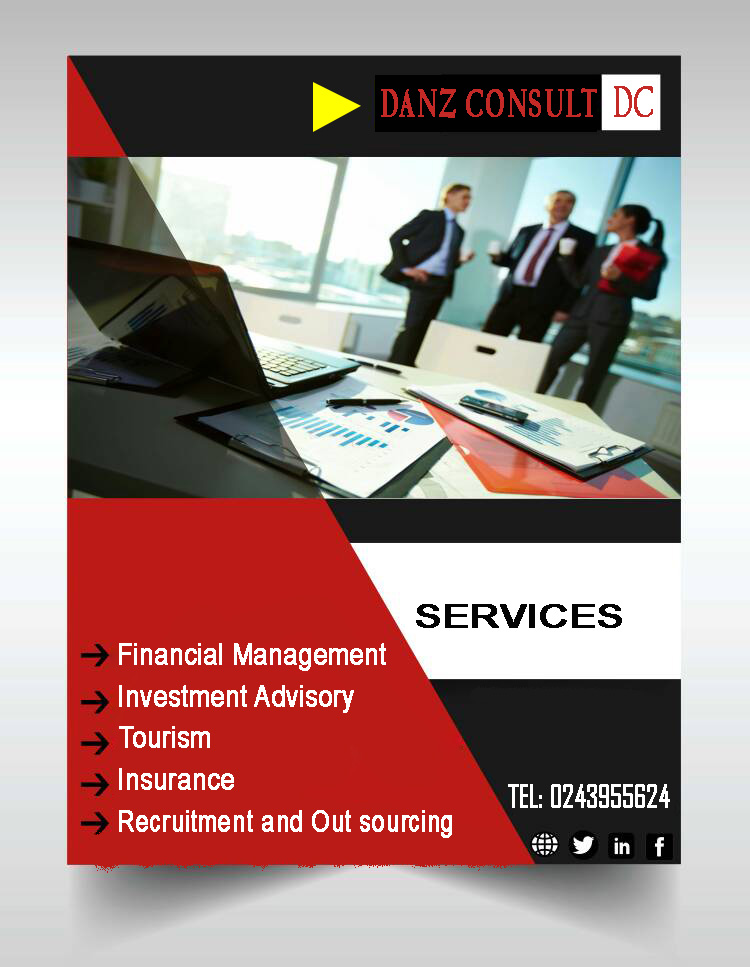 DANZ CONSULT DC
SERVICES
Financial Management
Investment Advisory
Tourism
Insurance
Recruitment and Out sourcing
TEL: 0243955624